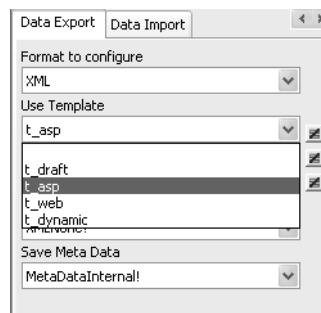 Data Export Data Import
Format to configure
XML
Use Template
t_asp
t_draft
t_asp
t_web
t_dynamic
Save Meta Data
MetaDataInternal!